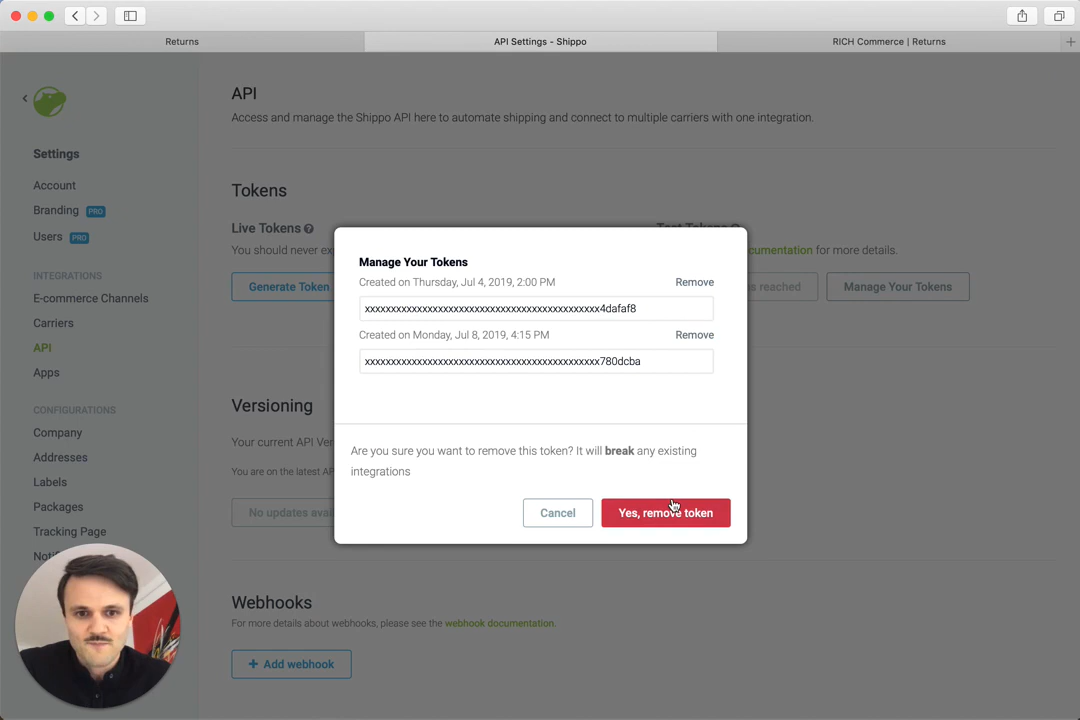 Returns
API Settings - Shippo
RICH Commerce | Returns
API
Access and manage the Shippo API here to automate shipping and connect to multiple carriers with one integration.
Settings
Account
Branding PRO
Users PRO
INTEGRATIONS
E-commerce Channels
Carriers
API
Apps
CONFIGURATIONS
Company
Addresses
Labels
Packages
Tracking Page
Tokens
Live Tokens
You should never
documentation for more details.
Generate Token
s reached
Manage Your Tokens
Manage Your Tokens
Created on Thursday, Jul 4, 2019, 2:00 PM
Remove
xxxxxxxxxxxxxxxxxxxxxxxxxxxxxxxxxxxxxxxxxxxx4dafaf8
Created on Monday, Jul 8, 2019, 4:15 PM
Remove
xxxxxxxxxxxxxxxxxxxxxxxxxxxxxxxxxxxxxxxxxxxx780dcba
Are you sure you want to remove this token? It will break any existing
integrations
Cancel
Yes, remove token
Versioning
Your current API Ver
You are on the latest AP
No updates avai
Webhooks
For more details about webhooks, please see the webhook documentation.
+ Add webhook